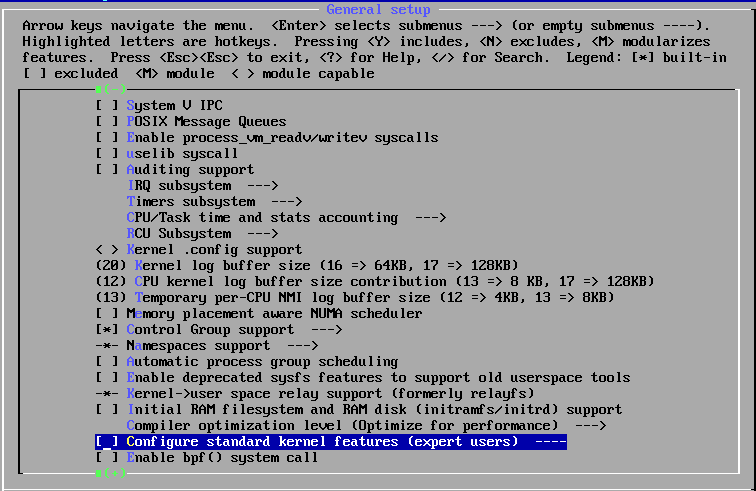 General setup
Arrow keys navigate the menu.  <Enter> selects submenus ---> (or empty submenus ----).
Highlighted letters are hotkeys.  Pressing <Y> includes, <N> excludes, <M> modularizes
features.  Press <Esc><Esc> to exit, <?> for Help, </> for Search.  Legend: [*] built-in
[ ] excluded  <M> module  < > module capable
(-)
[ ] System V IPC
[ ] POSIX Message Queues
[ ] Enable process_vm_readv/writev syscalls
[ ] uselib syscall
[ ] Auditing support
IRQ subsystem  --->
Timers subsystem  --->
CPU/Task time and stats accounting  --->
RCU Subsystem  --->
< > Kernel .config support
(20) Kernel log buffer size (16 => 64KB, 17 => 128KB)
(12) CPU kernel log buffer size contribution (13 => 8 KB, 17 => 128KB)
(13) Temporary per-CPU NMI log buffer size (12 => 4KB, 13 => 8KB)
[ ] Memory placement aware NUMA scheduler
[*] Control Group support  --->
-*- Namespaces support  --->
[ ] Automatic process group scheduling
[ ] Enable deprecated sysfs features to support old userspace tools
-*- Kernel->user space relay support (formerly relayfs)
[ ] Initial RAM filesystem and RAM disk (initramfs/initrd) support
Compiler optimization level (Optimize for performance)  --->
[ ] Configure standard kernel features (expert users)  ----
[ ] Enable bpf() system call
(+)